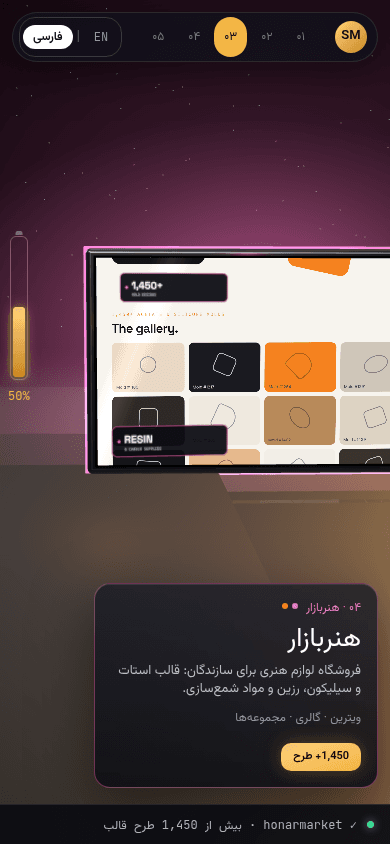 SM
۰۱
۰۲
۰۳
۰۴
۰۵
EN | فارسی
50%
1,450+
The gallery.
RESIN
۰۴ · هنربازار
هنربازار
فروشگاه لوازم هنری برای سازندگان: قالب استات
و سیلیکون، رزین و مواد شمع‌سازی.
ویترین · گالری · مجموعه‌ها
1,450+ طرح
✓ honarmarket · بیش از 1,450 طرح قالب